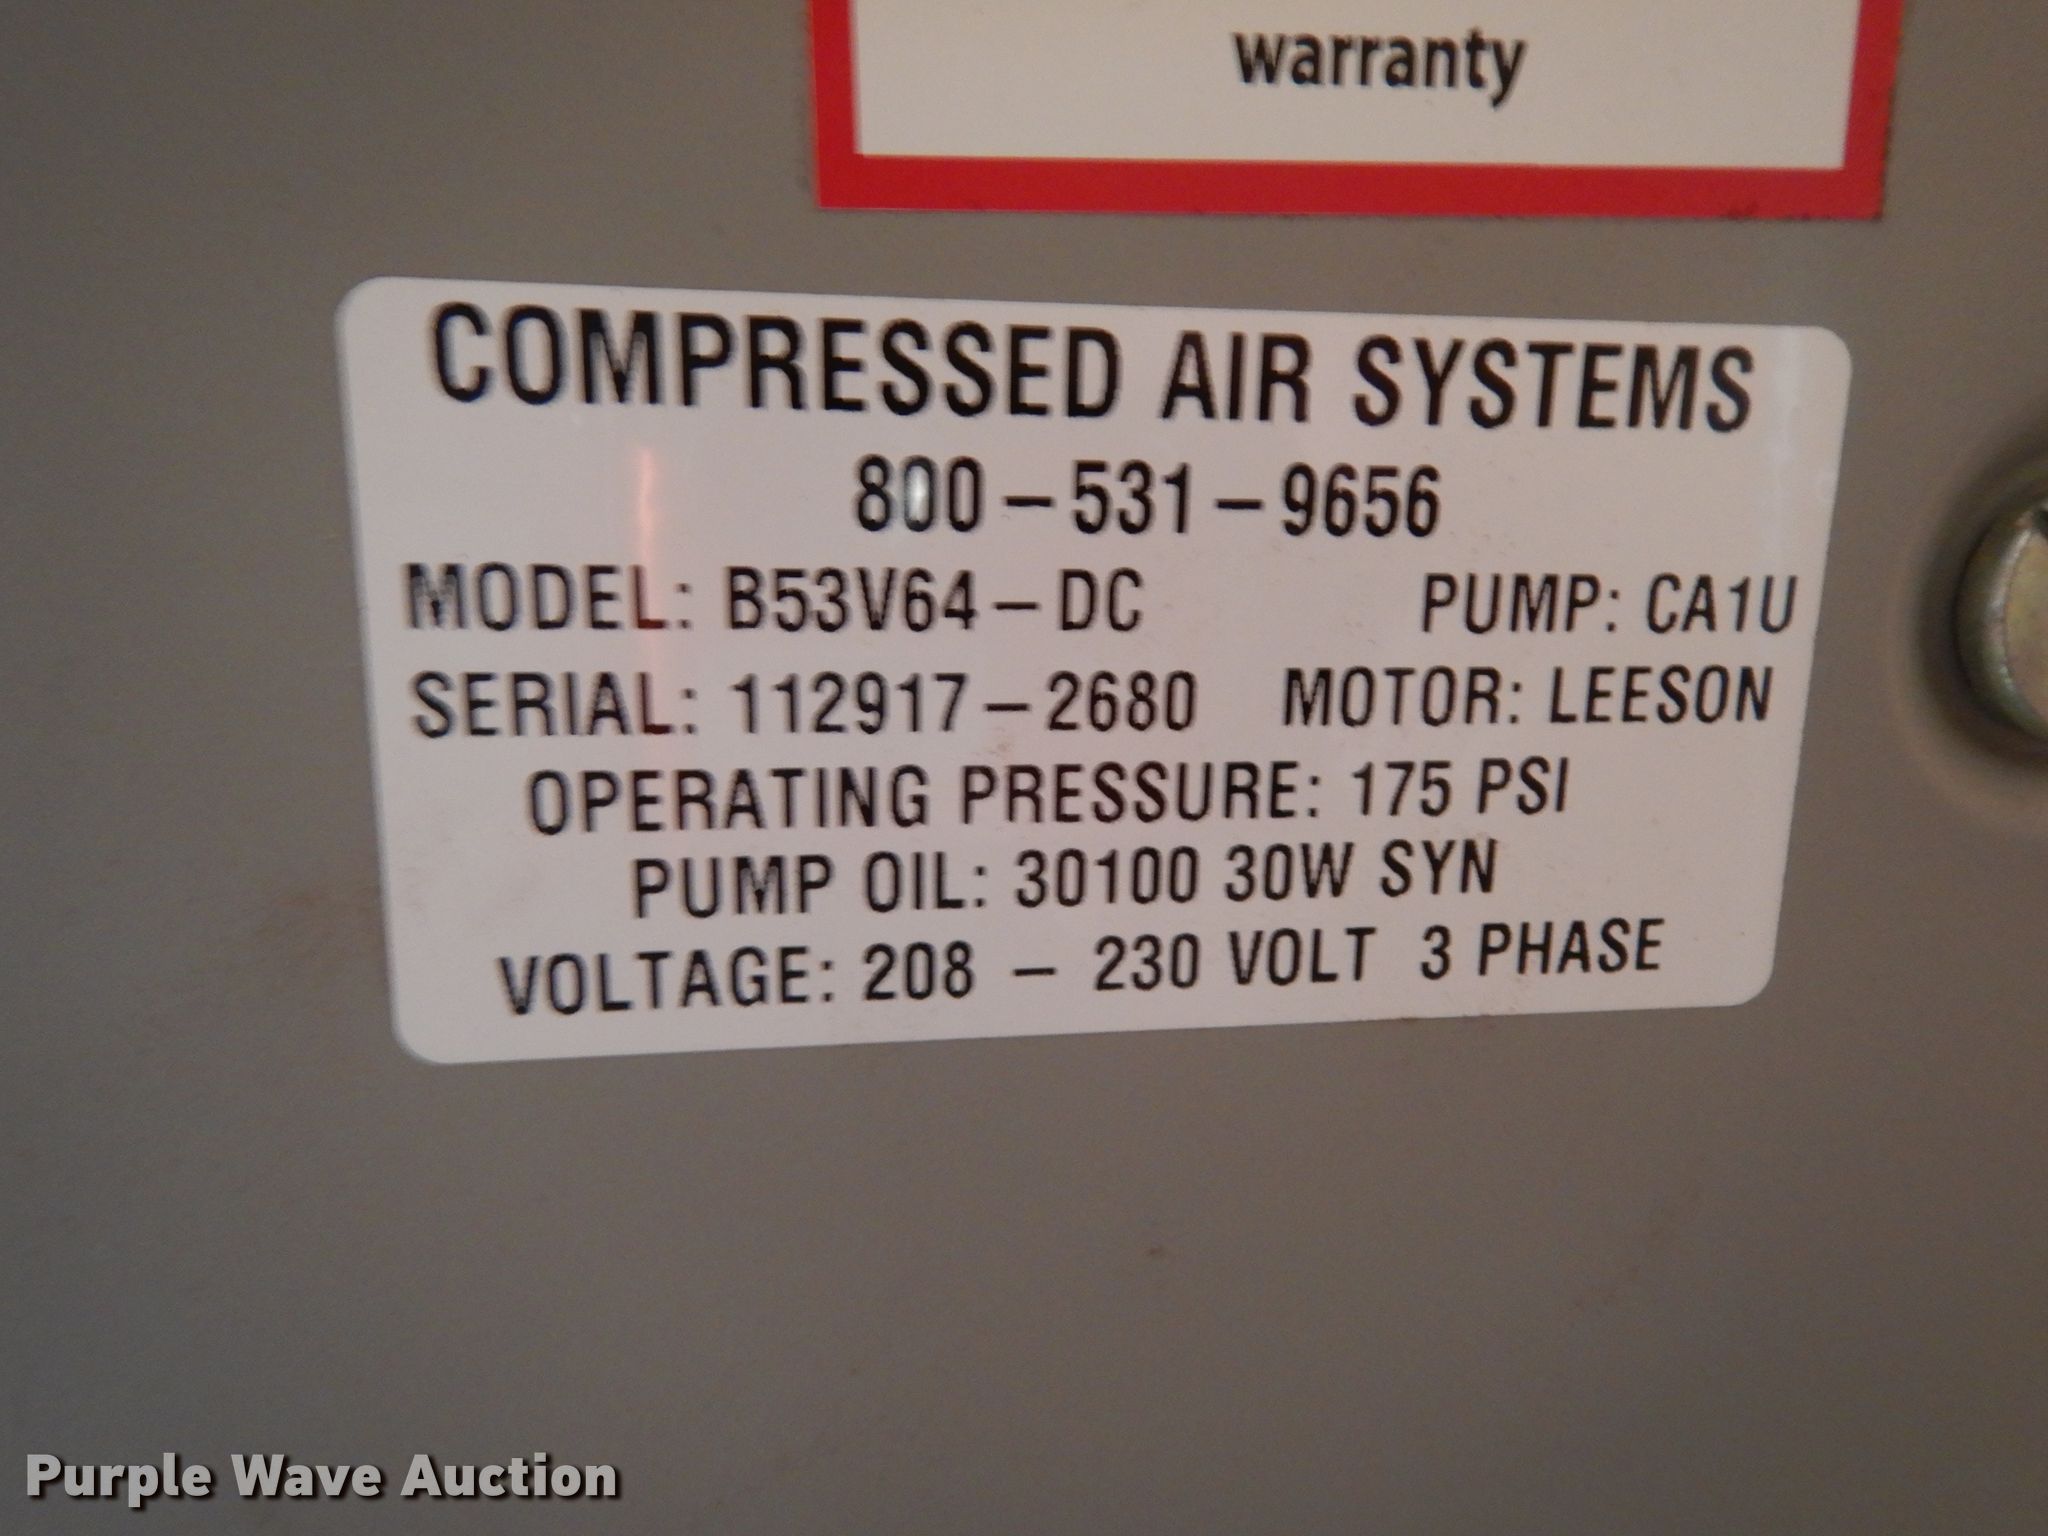 warranty
COMPRESSED AIR SYSTEMS
800-531-9656
MODEL: B53V64-DC PUMP: CA1U
SERIAL: 112917-2680 MOTOR: LEESON
OPERATING PRESSURE: 175 PSI
PUMP OIL: 30100 30W SYN
VOLTAGE: 208 - 230 VOLT 3 PHASE
Purple Wave Auction